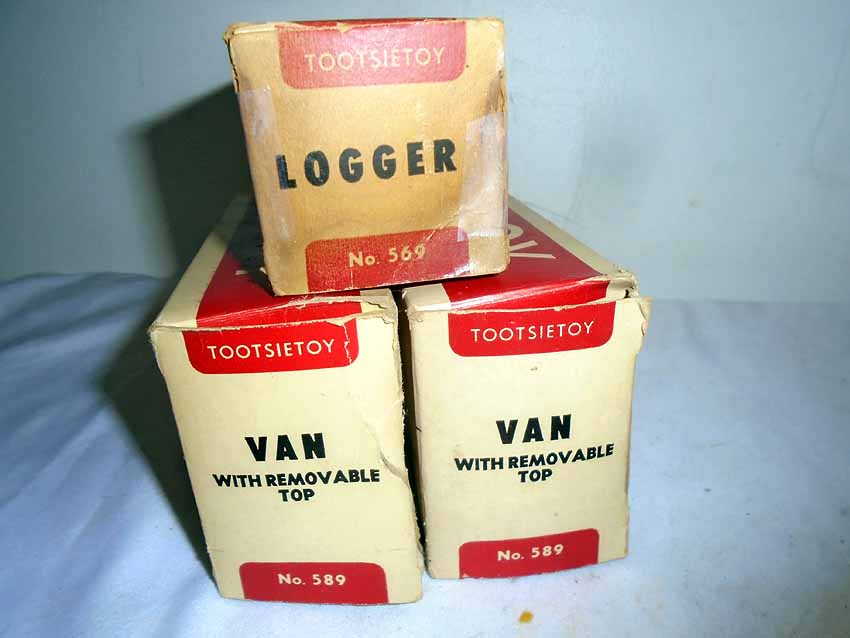 TOOTSIETOY
LOGGER
No. 569
TOOTSIETOY
VAN
WITH REMOVABLE
TOP
No. 589
TOOTSIETOY
VAN
WITH REMOVABLE
TOP
No. 589